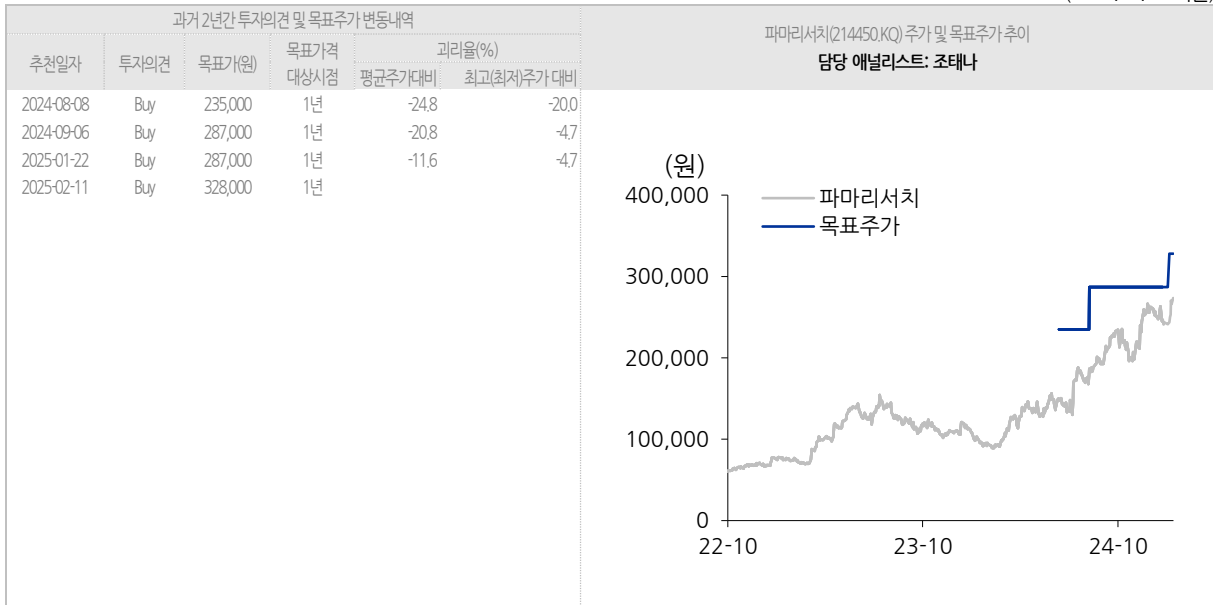 과거 2년간 투자의견 및 목표주가 변동내역
추천일자 투자의견 목표가(원) 목표가격 대상시점 괴리율(%)
평균주가대비 최고(최저)주가 대비
2024-08-08 Buy 235,000 1년 -24.8 -20.0
2024-09-06 Buy 287,000 1년 -20.8 -4.7
2025-01-22 Buy 287,000 1년 -11.6 -4.7
2025-02-11 Buy 328,000 1년
파마리서치(214450.KQ) 주가 및 목표주가 추이
담당 애널리스트: 조태나
(원)
400,000
300,000
200,000
100,000
0
파마리서치
목표주가
22-10 23-10 24-10